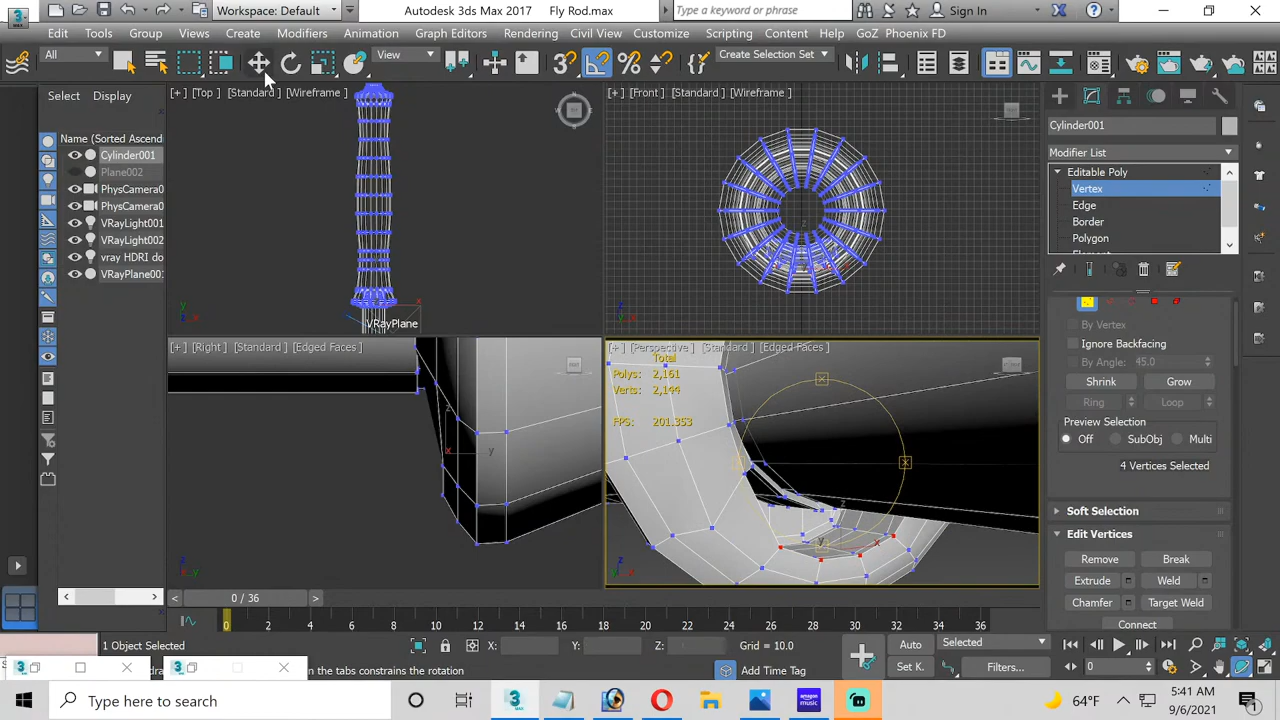 Workspace: Default
Autodesk 3ds Max 2017
Fly Rod.max
Type a keyword or phrase
Sign In
File
Edit
Tools
Group
Views
Create
Modifiers
Animation
Graph Editors
Rendering
Civil View
Customize
Scripting
Content
Help
GoZ
Phoenix FD
All
View
Create Selection Set
Select
Display
Name (Sorted Ascend
Cylinder001
Plane002
PhysCamera0
PhysCamera0
VRayLight001
VRayLight002
vray HDRI do
VRayPlane00
[+] [Top] [Standard] [Wireframe]
VRayPlane
[+] [Front] [Standard] [Wireframe]
[+] [Right] [Standard] [Edged Faces]
[+] [Perspective] [Standard] [Edged Faces]
Total
Polys: 2,161
Verts: 2,144
FPS: 201.353
Cylinder001
Modifier List
Editable Poly
Vertex
Edge
Border
Polygon
By Vertex
Ignore Backfacing
By Angle: 45.0
Shrink
Grow
Ring
Loop
Preview Selection
Off
SubObj
Multi
4 Vertices Selected
Soft Selection
Edit Vertices
Remove
Break
Extrude
Weld
Chamfer
Target Weld
Connect
0 / 36
0 2 4 6 8 10 12 14 16 18 20 22 24 26 28 30 32 34 36
1 Object Selected
X:
Y:
Z:
Grid = 10.0
Auto
Selected
n the tabs constrains the rotation
Add Time Tag
Set K.
Filters...
0
Type here to search
64°F
5:41 AM
9/6/2021